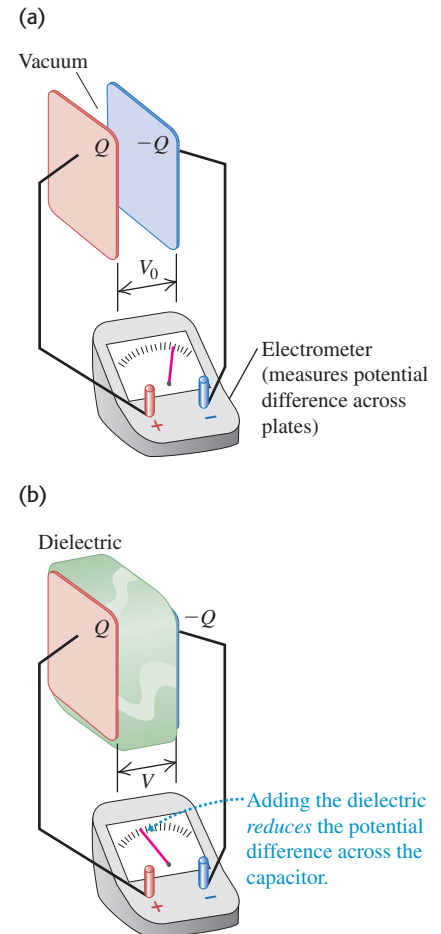 (a)
Vacuum
Q
−Q
V₀
Electrometer
(measures potential
difference across
plates)
+
−
(b)
Dielectric
Q
−Q
V
Adding the dielectric
reduces the potential
difference across the
capacitor.
+
−